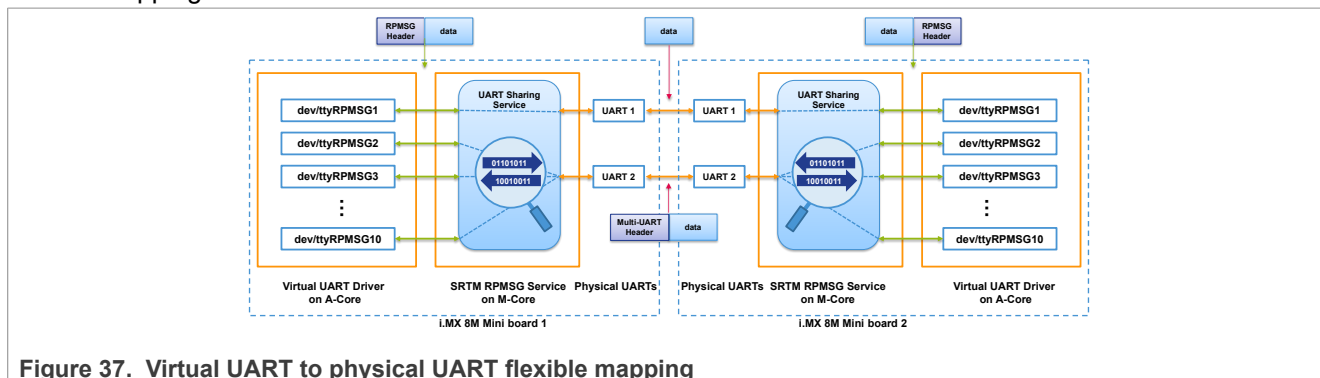 RPMSG
Header
data
data
data
RPMSG
Header
UART Sharing
Service
UART Sharing
Service
dev/ttyRPMSG1
UART 1
UART 1
dev/ttyRPMSG1
dev/ttyRPMSG2
dev/ttyRPMSG2
01101011
10010011
01101011
10010011
dev/ttyRPMSG3
UART 2
UART 2
dev/ttyRPMSG3
Multi-UART
Header
data
dev/ttyRPMSG10
dev/ttyRPMSG10
Virtual UART Driver
on A-Core
SRTM RPMSG Service
on M-Core
Physical UARTs
Physical UARTs
SRTM RPMSG Service
on M-Core
Virtual UART Driver
on A-Core
i.MX 8M Mini board 1
i.MX 8M Mini board 2
Figure 37. Virtual UART to physical UART flexible mapping